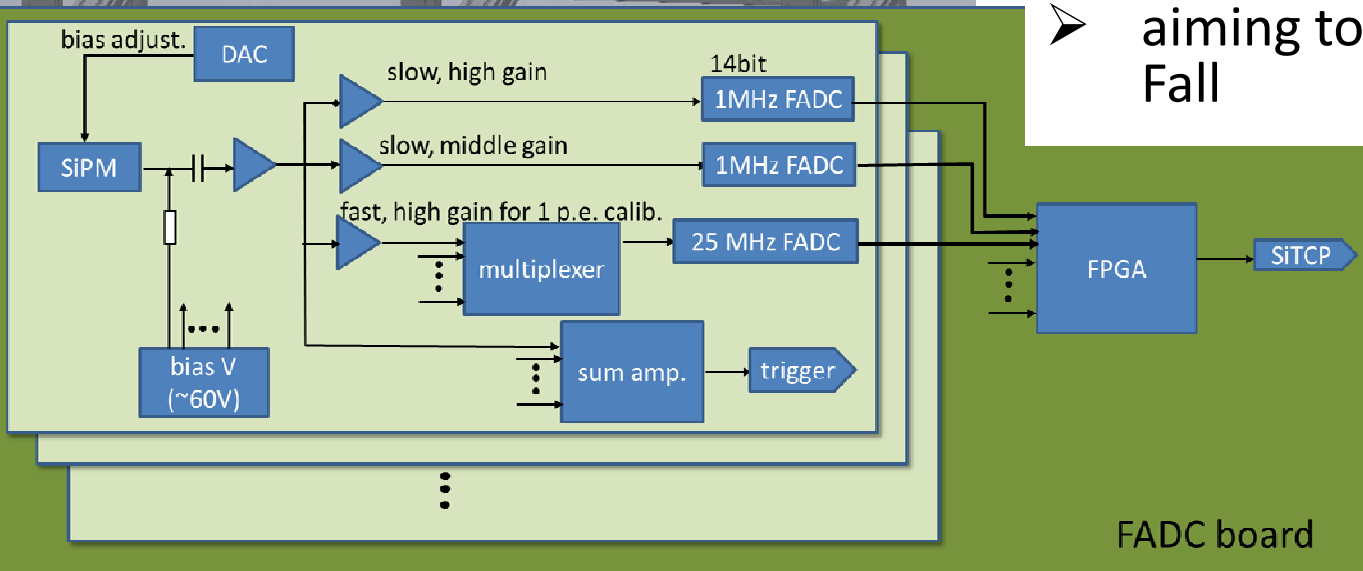 ➢ aiming to
Fall
bias adjust.
DAC
slow, high gain
14bit
1MHz FADC
SiPM
slow, middle gain
1MHz FADC
fast, high gain for 1 p.e. calib.
multiplexer
25 MHz FADC
FPGA
SiTCP
bias V
(~60V)
sum amp.
trigger
FADC board